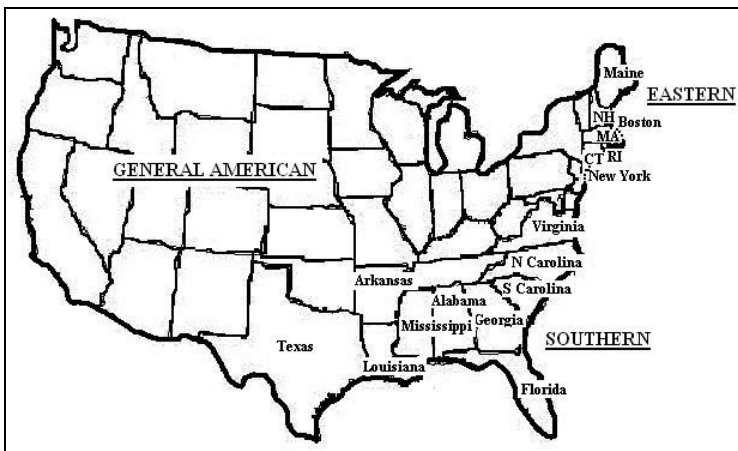 Maine
EASTERN
NH
Boston
MA
CT RI
New York
GENERAL AMERICAN
Virginia
N Carolina
Arkansas
S Carolina
Alabama
Mississippi
Georgia
Texas
SOUTHERN
Louisiana
Florida